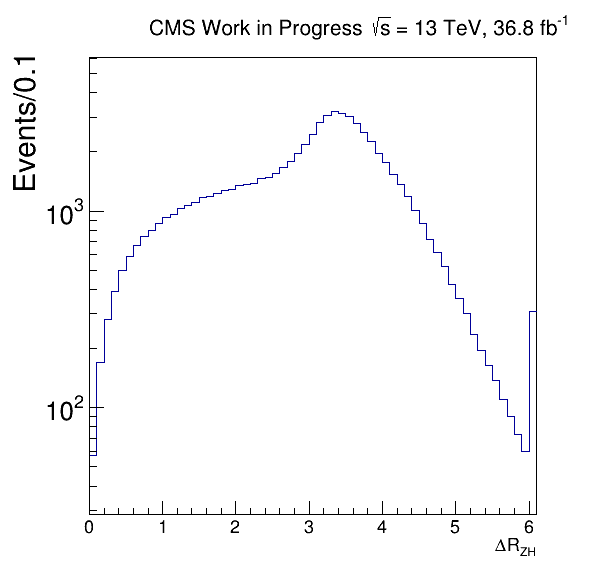 CMS Work in Progress √s = 13 TeV, 36.8 fb⁻¹
Events/0.1
10³
10²
0 1 2 3 4 5 6
ΔR_ZH